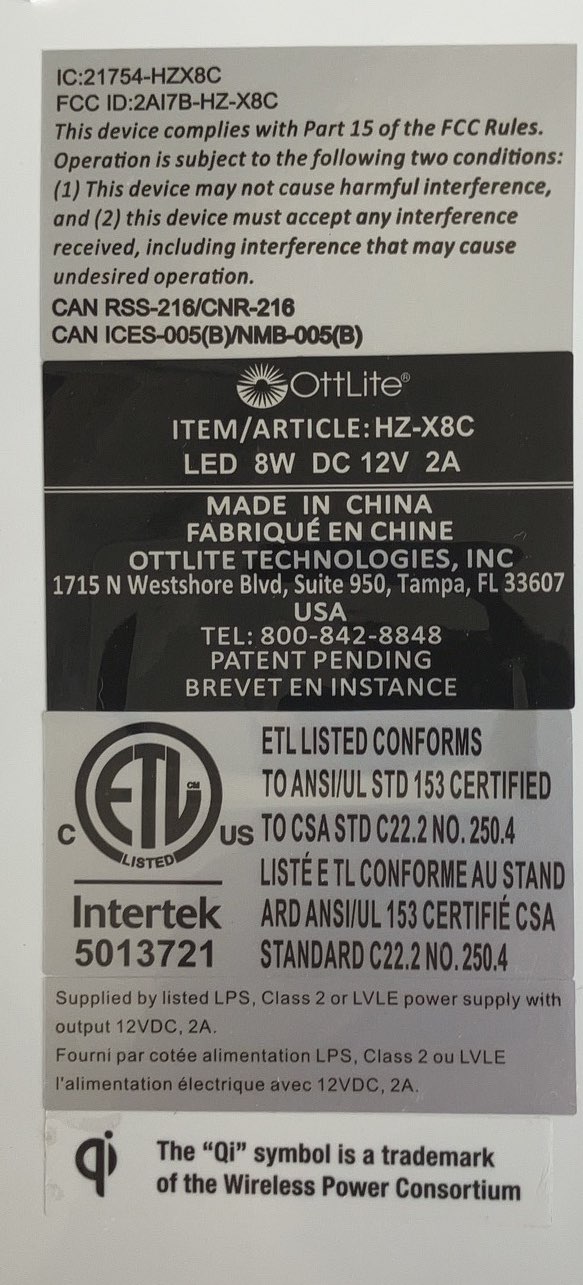 IC:21754-HZX8C
FCC ID:2AI7B-HZ-X8C
This device complies with Part 15 of the FCC Rules.
Operation is subject to the following two conditions:
(1) This device may not cause harmful interference,
and (2) this device must accept any interference
received, including interference that may cause
undesired operation.
CAN RSS-216/CNR-216
CAN ICES-005(B)/NMB-005(B)
OttLite®
ITEM/ARTICLE:HZ-X8C
LED 8W DC 12V 2A
MADE IN CHINA
FABRIQUÉ EN CHINE
OTTLITE TECHNOLOGIES, INC
1715 N Westshore Blvd, Suite 950, Tampa, FL 33607
USA
TEL: 800-842-8848
PATENT PENDING
BREVET EN INSTANCE
C ETL CM US
LISTED
Intertek
5013721
ETL LISTED CONFORMS
TO ANSI/UL STD 153 CERTIFIED
TO CSA STD C22.2 NO. 250.4
LISTÉ E TL CONFORME AU STAND
ARD ANSI/UL 153 CERTIFIÉ CSA
STANDARD C22.2 NO. 250.4
Supplied by listed LPS, Class 2 or LVLE power supply with
output 12VDC, 2A.
Fourni par cotée alimentation LPS, Class 2 ou LVLE
l'alimentation électrique avec 12VDC, 2A.
qi
The “Qi” symbol is a trademark
of the Wireless Power Consortium